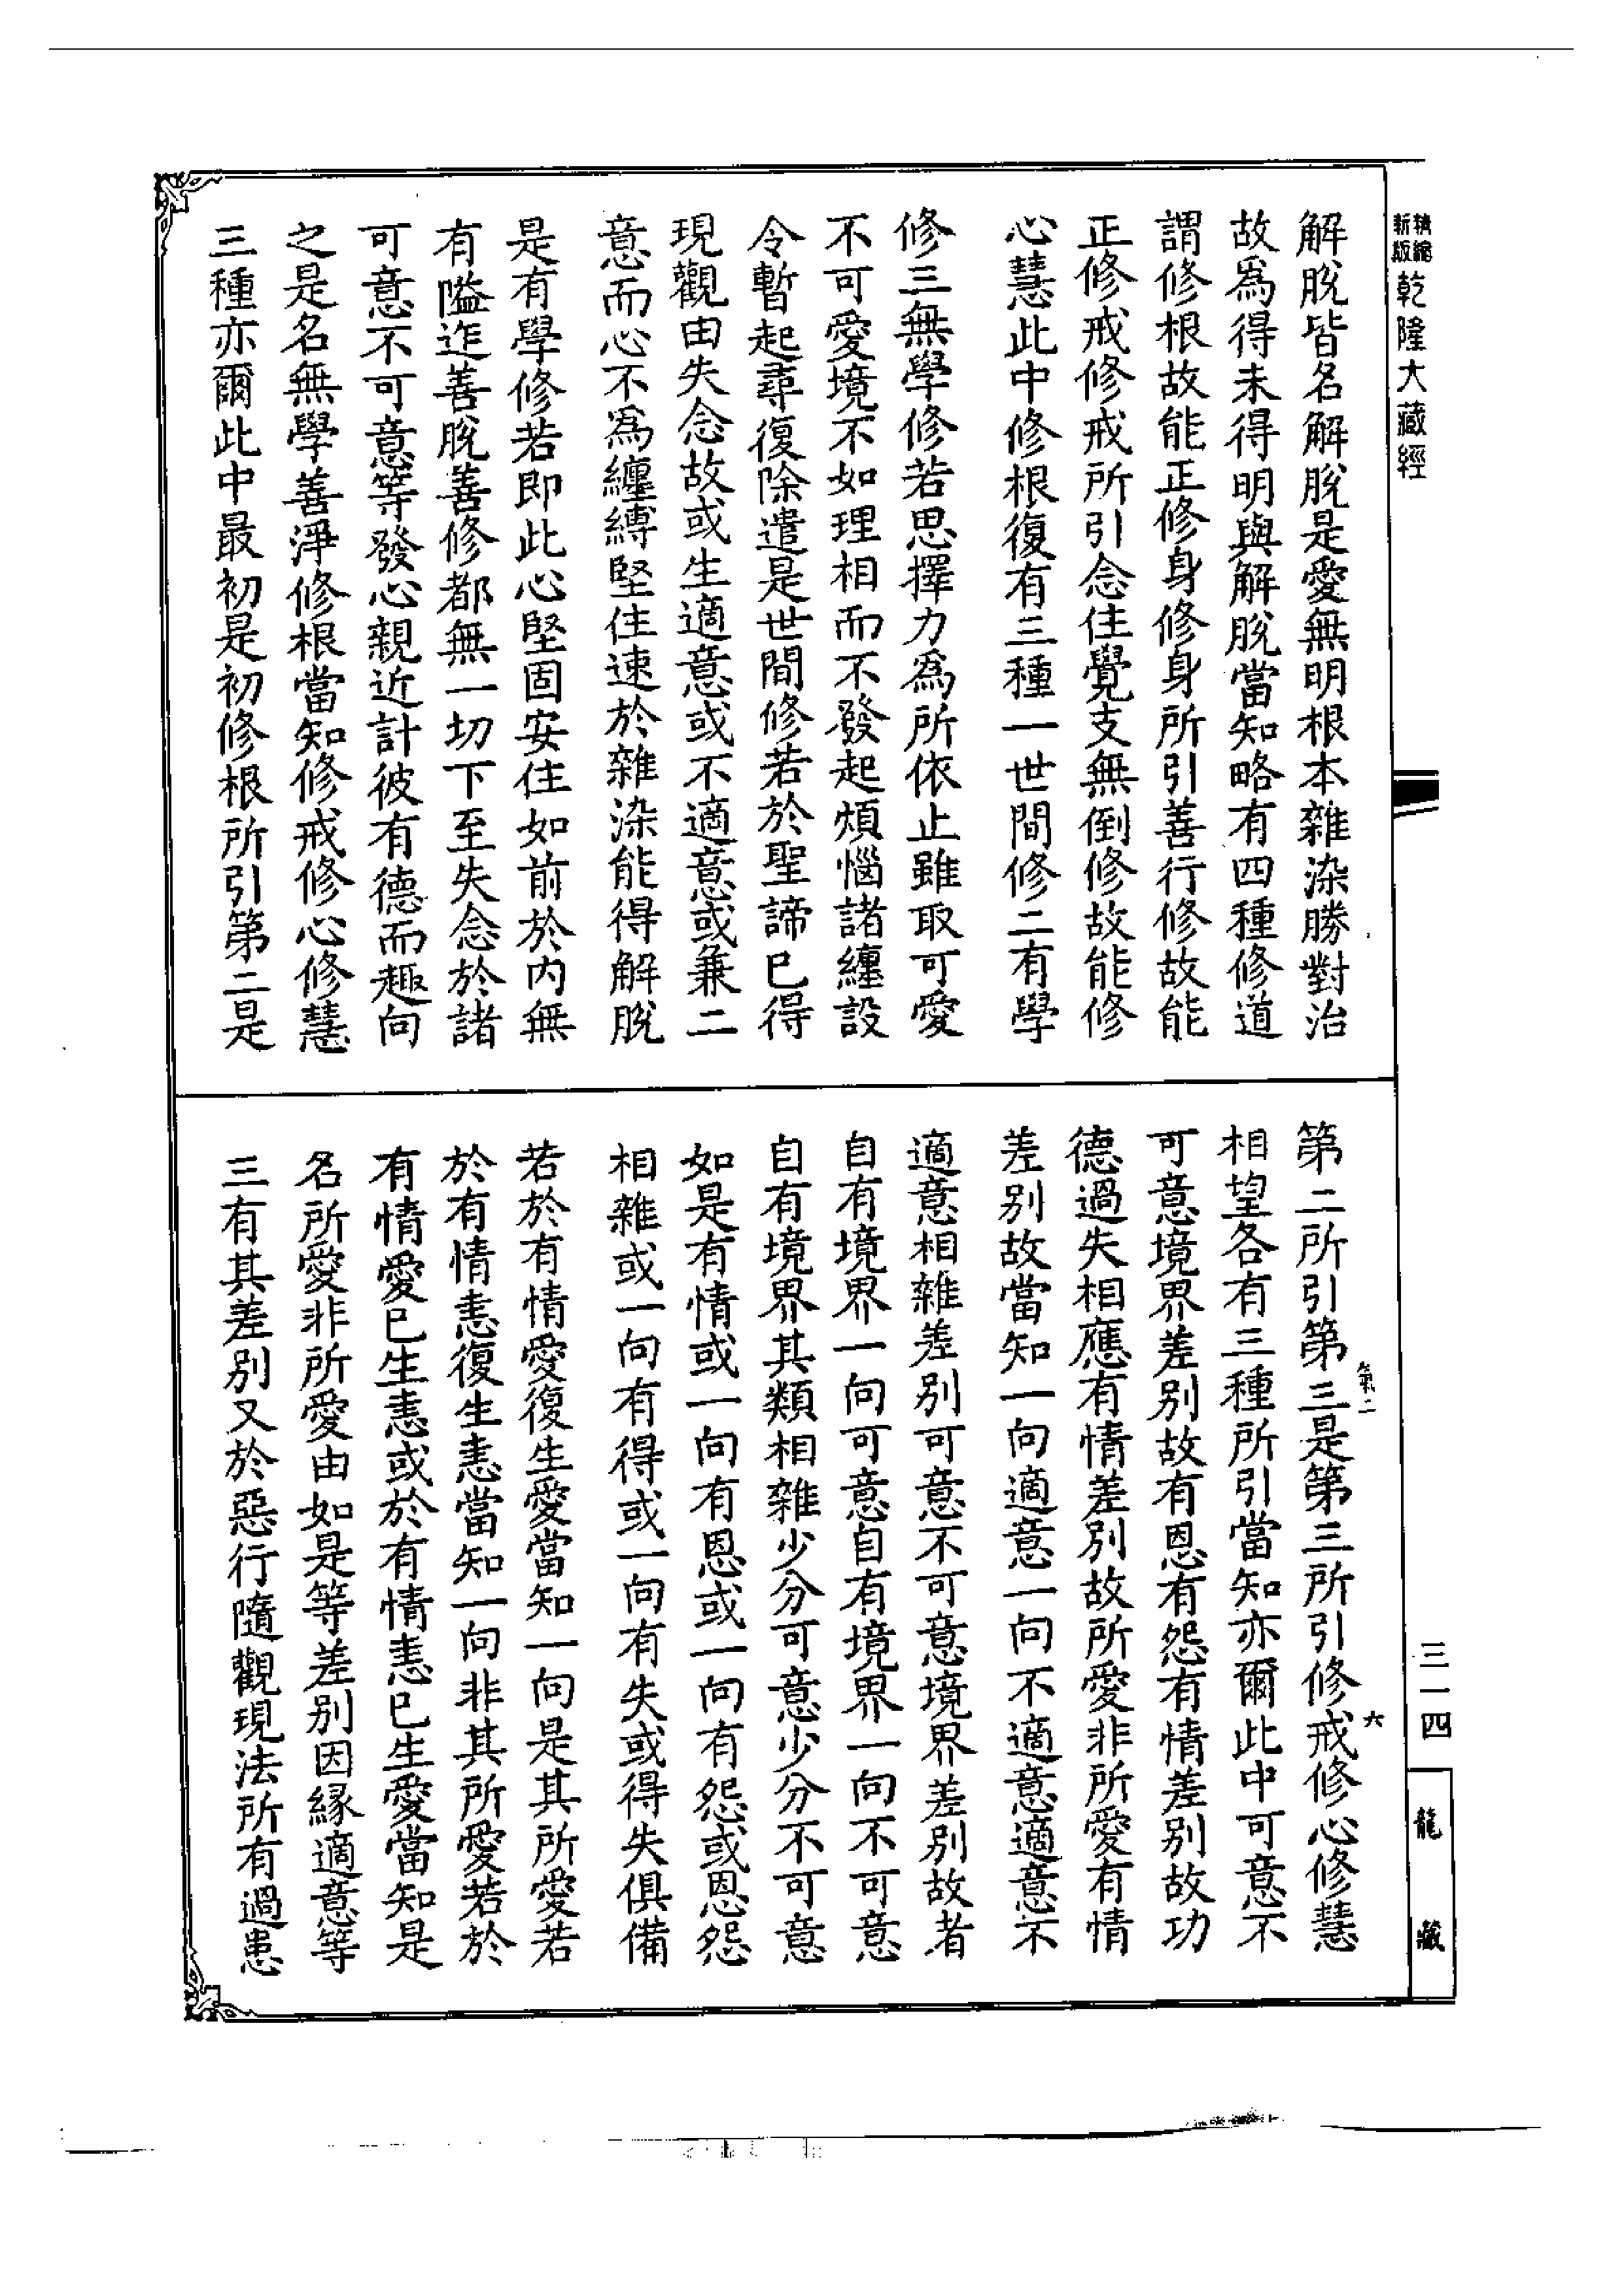 精縮新版乾隆大藏經
解脫皆名解脫是愛無明根本雜染勝對治
故爲得未得明與解脫當知略有四種修道
謂修根故能正修身修身所引善行修故能
正修戒修戒所引念住覺支無倒修故能修
心慧此中修根復有三種一世間修二有學
修三無學修若思擇力爲所依止雖取可愛
不可愛境不如理相而不發起煩惱諸纏設
令暫起尋復除遣是世間修若於聖諦已得
現觀由失念故或生適意或不適意或兼二
意而心不爲纏縛堅住速於雜染能得解脫
是有學修若即此心堅固安住如前於內無
有隘迮善脫善修都無一切下至失念於諸
可意不可意等發心親近計彼有德而趣向
之是名無學善淨修根當知修戒修心修慧
三種亦爾此中最初是初修根所引第二是
第二所引第三是第三所引修戒修心修慧
相望各有三種所引當知亦爾此中可意不
可意境界差別故有恩有怨有情差別故功
德過失相應有情差別故所愛非所愛有情
差別故當知一向適意一向不適意適意不
適意相雜差別可意不可意境界差別故者
自有境界一向可意自有境界一向不可意
自有境界其類相雜少分可意少分不可意
如是有情或一向有恩或一向有怨或恩怨
相雜或一向有得或一向有失或得失俱備
若於有情愛復生愛當知一向是其所愛若
於有情恚復生恚當知一向非其所愛若於
有情愛已生恚或於有情恚已生愛當知是
名所愛非所愛由如是等差別因緣適意等
三有其差別又於惡行隨觀現法所有過患
氣二
六
三一四
龍藏